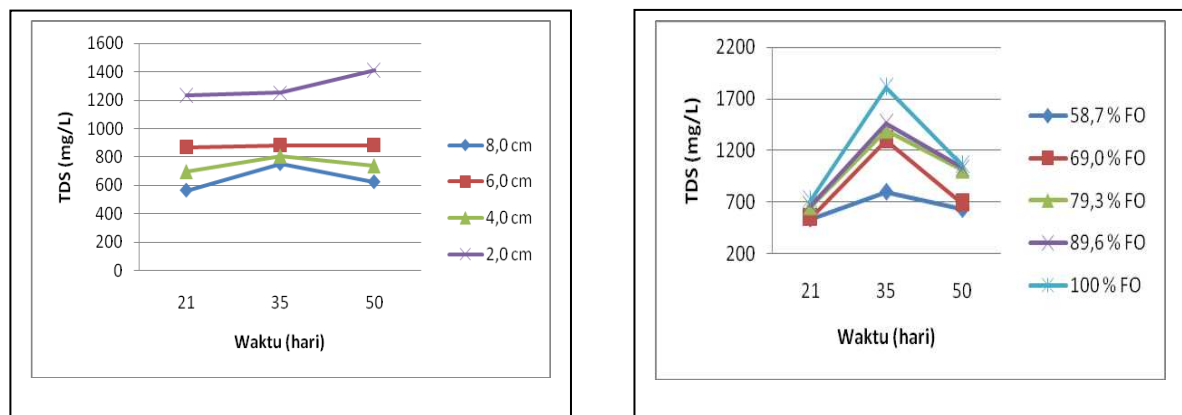 TDS (mg/L)
1600
1400
1200
1000
800
600
400
200
0
21 35 50
Waktu (hari)
8,0 cm
6,0 cm
4,0 cm
2,0 cm
TDS (mg/L)
2200
1700
1200
700
200
21 35 50
Waktu (hari)
58,7 % FO
69,0 % FO
79,3 % FO
89,6 % FO
100 % FO